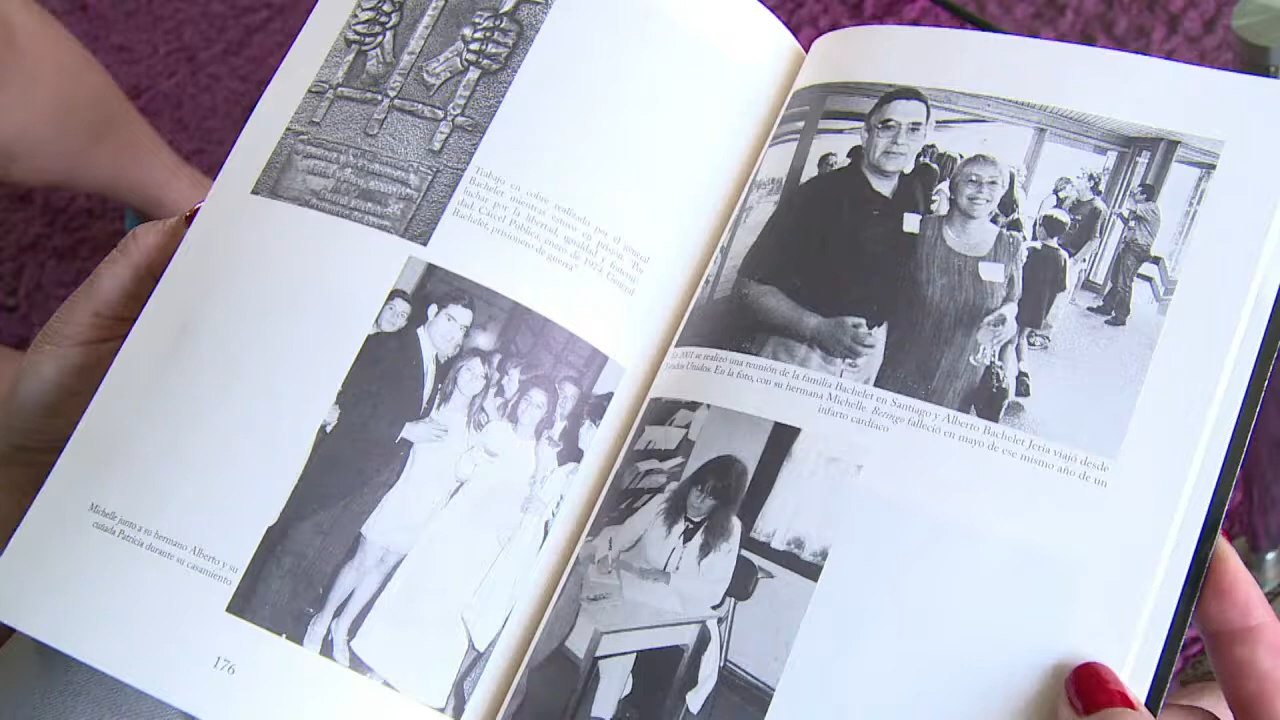 Trabajo en cobre realizado por el general
Bachelet mientras estuvo en prisión. "Por
luchar por la libertad, igualdad y fraterni-
dad. Cárcel Pública, enero de 1974. General
Bachelet, prisionero de guerra"
Michelle junto a su hermano Alberto y su
cuñada Patricia durante su casamiento
176
En 2001 se realizó una reunión de la familia Bachelet en Santiago y Alberto Bachelet Jeria viajó desde
Estados Unidos. En la foto, con su hermana Michelle. Betingo falleció en mayo de ese mismo año de un
infarto cardíaco